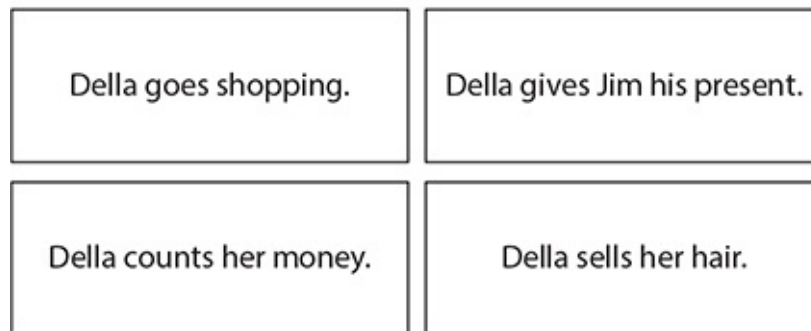 Della goes shopping.
Della gives Jim his present.
Della counts her money.
Della sells her hair.